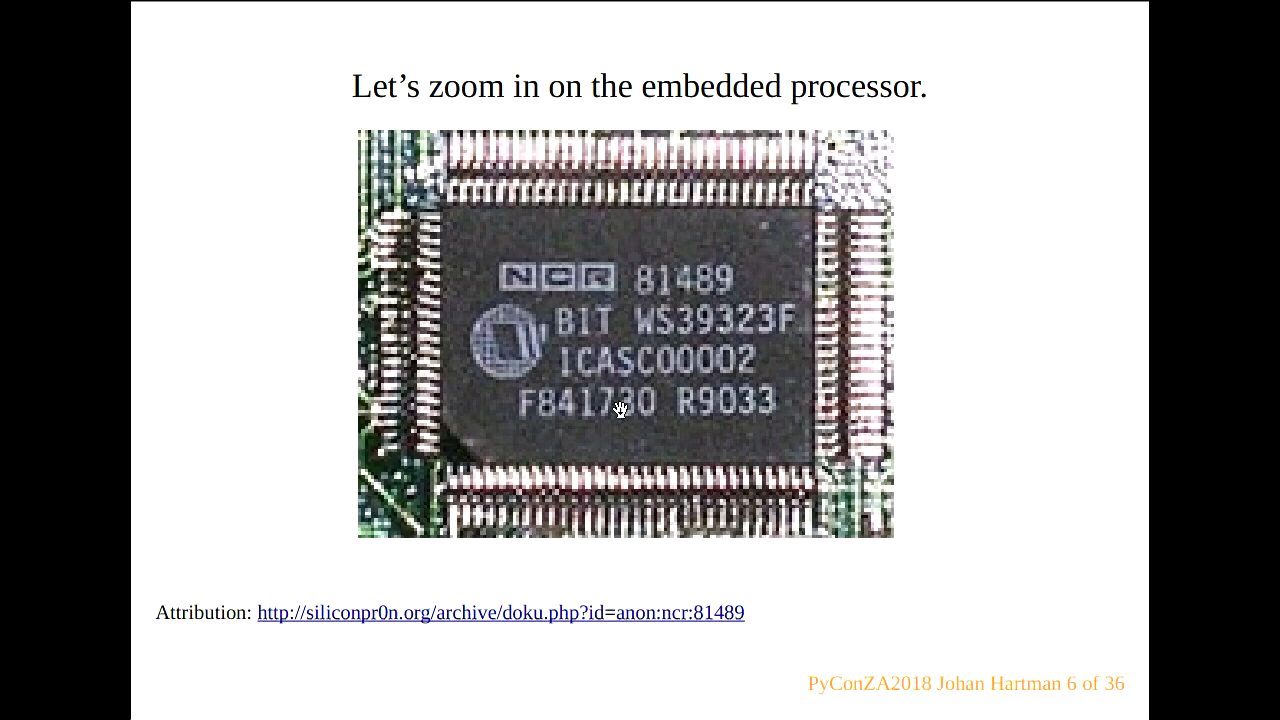 Let’s zoom in on the embedded processor.
NCR 81489
BIT WS39323F
ICASC00002
F841730 R9033
Attribution: http://siliconpr0n.org/archive/doku.php?id=anon:ncr:81489
PyConZA2018 Johan Hartman 6 of 36